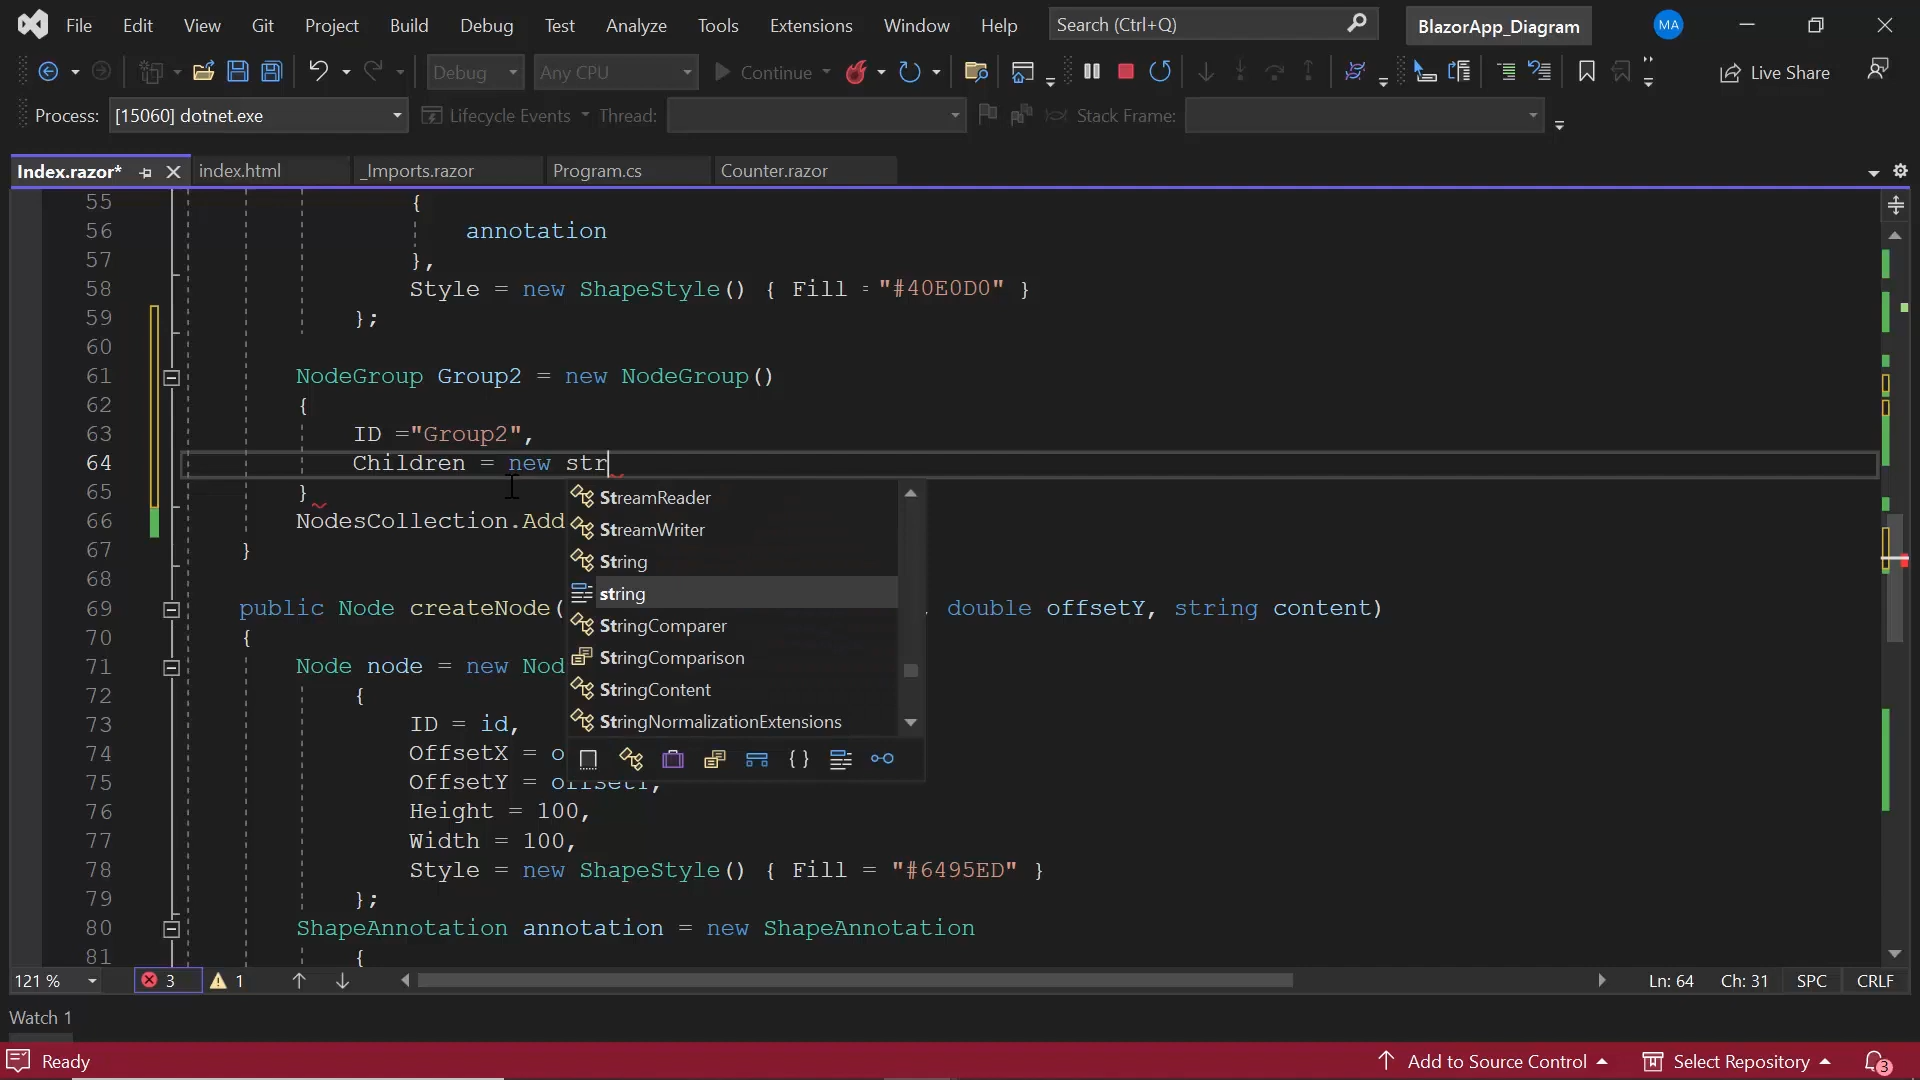 File Edit View Git Project Build Debug Test Analyze Tools Extensions Window Help Search (Ctrl+Q) BlazorApp_Diagram MA
Debug Any CPU Continue Live Share
Process: [15060] dotnet.exe Lifecycle Events Thread: Stack Frame:
Index.razor* index.html _Imports.razor Program.cs Counter.razor
55 {
56 annotation
57 },
58 Style = new ShapeStyle() { Fill = "#40E0D0" }
59 };
60
61 NodeGroup Group2 = new NodeGroup()
62 {
63 ID ="Group2",
64 Children = new str
65 }
66 NodesCollection.Add
67 }
68
69 public Node createNode( , double offsetY, string content)
70 {
71 Node node = new Nod
72 {
73 ID = id,
74 OffsetX = o
75 OffsetY =
76 Height = 100,
77 Width = 100,
78 Style = new ShapeStyle() { Fill = "#6495ED" }
79 };
80 ShapeAnnotation annotation = new ShapeAnnotation
81 {
StreamReader
StreamWriter
String
string
StringComparer
StringComparison
StringContent
StringNormalizationExtensions
121 % 3 1 Ln: 64 Ch: 31 SPC CRLF
Watch 1
Ready Add to Source Control Select Repository 3